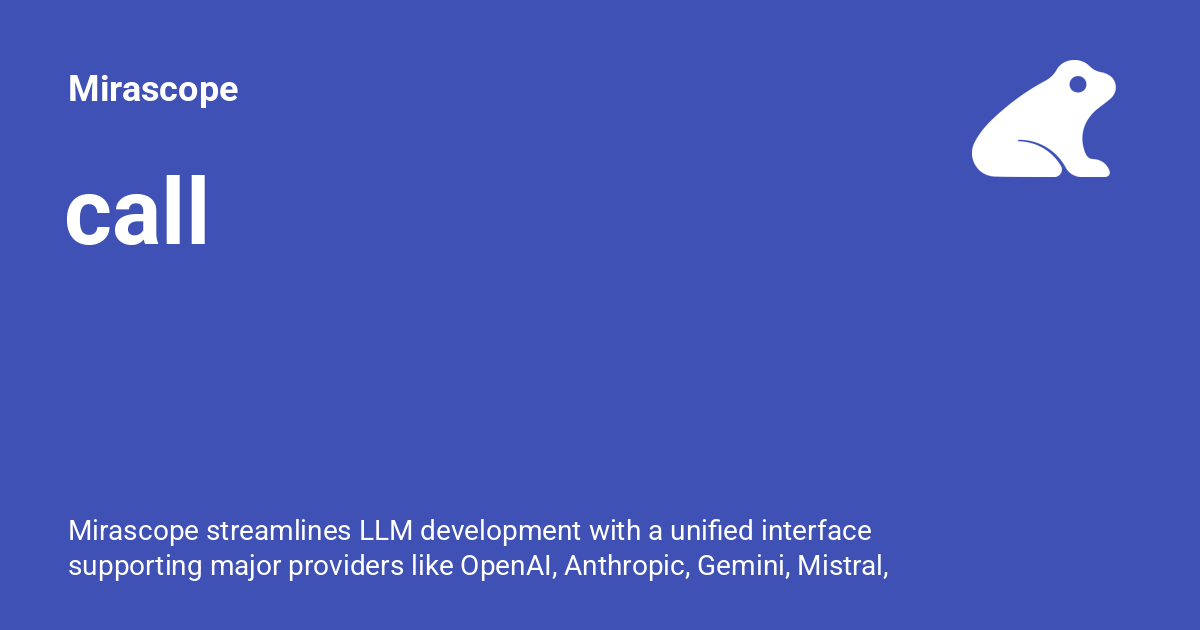 Mirascope
call
Mirascope streamlines LLM development with a unified interface
supporting major providers like OpenAI, Anthropic, Gemini, Mistral,